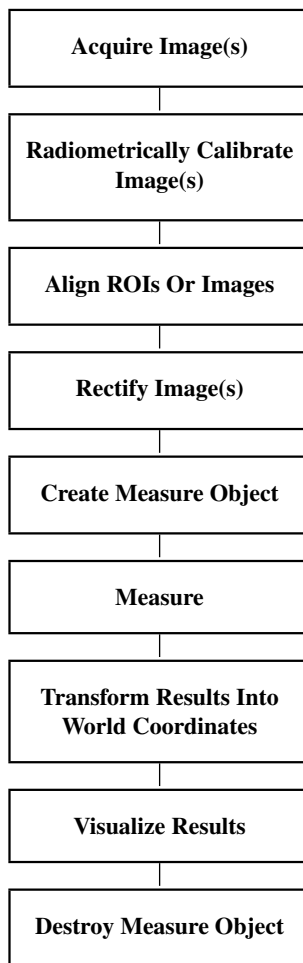 Acquire Image(s)
Radiometrically Calibrate
Image(s)
Align ROIs Or Images
Rectify Image(s)
Create Measure Object
Measure
Transform Results Into
World Coordinates
Visualize Results
Destroy Measure Object